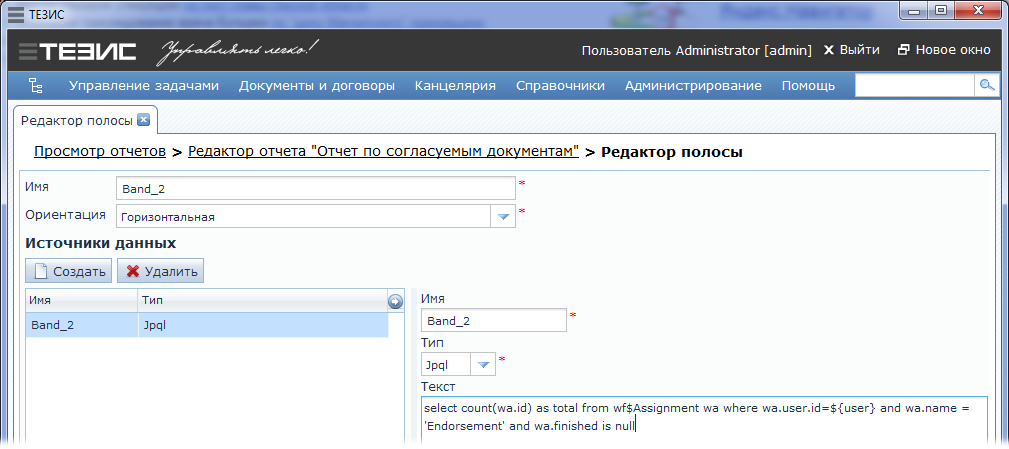 ТЕЗИС
ТЕЗИС Управлять легко! Пользователь Administrator [admin] Выйти Новое окно
Управление задачами Документы и договоры Канцелярия Справочники Администрирование Помощь
Редактор полосы
Просмотр отчетов > Редактор отчета "Отчет по согласуемым документам" > Редактор полосы
Имя Band_2 *
Ориентация Горизонтальная *
Источники данных
Создать Удалить
Имя Тип
Band_2 Jpql
Имя
Band_2 *
Тип
Jpql *
Текст
select count(wa.id) as total from wf$Assignment wa where wa.user.id=${user} and wa.name =
'Endorsement' and wa.finished is null